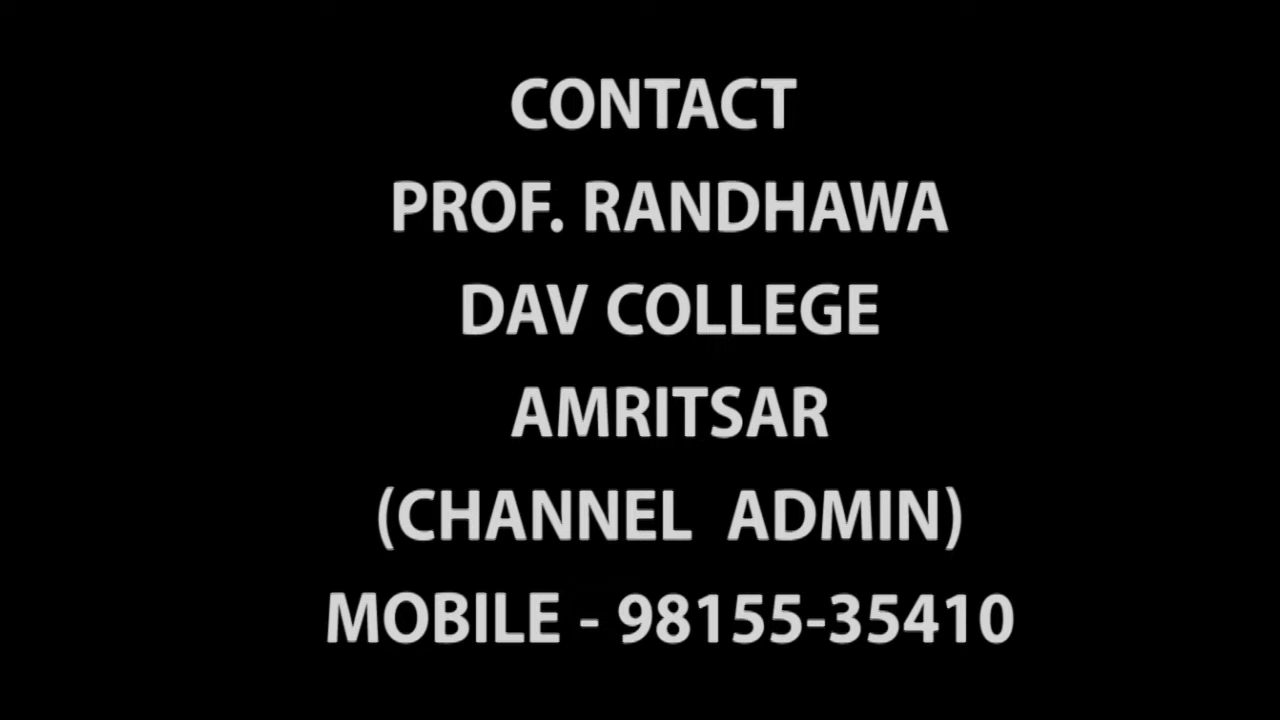 CONTACT
PROF. RANDHAWA
DAV COLLEGE
AMRITSAR
(CHANNEL ADMIN)
MOBILE - 98155-35410